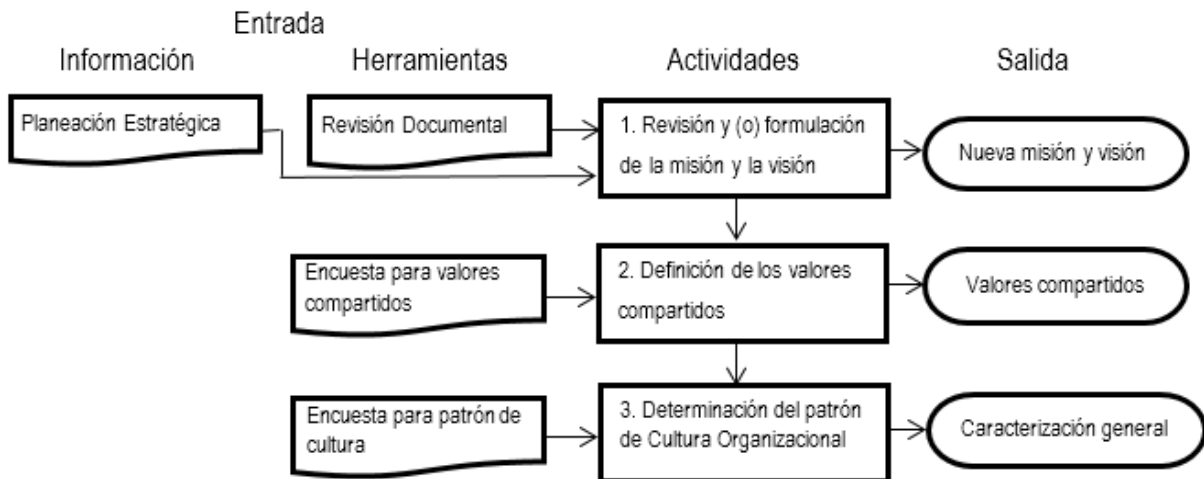 Entrada
Información
Herramientas
Actividades
Salida
Planeación Estratégica
Revisión Documental
1. Revisión y (o) formulación
de la misión y la visión
Nueva misión y visión
Encuesta para valores
compartidos
2. Definición de los valores
compartidos
Valores compartidos
Encuesta para patrón de
cultura
3. Determinación del patrón
de Cultura Organizacional
Caracterización general